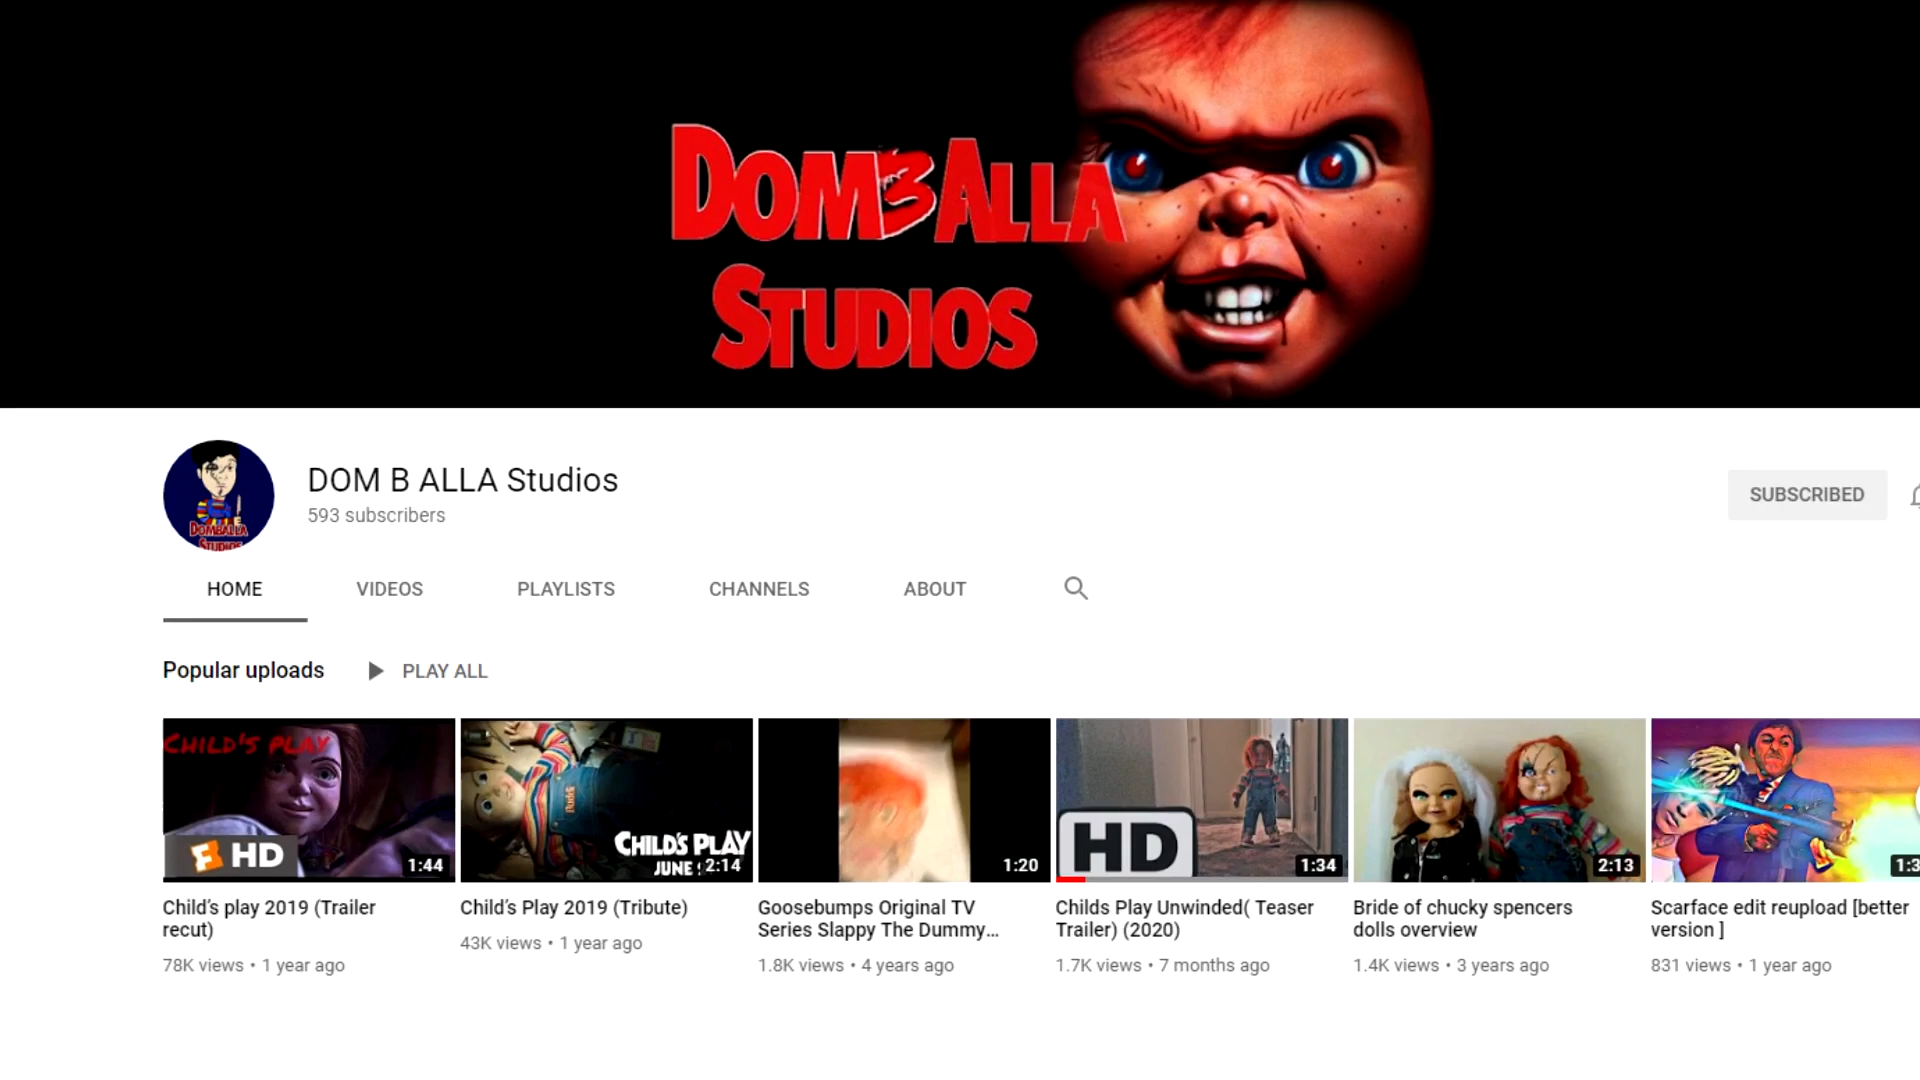 DOMBALLA
STUDIOS
DOMBALLA
STUDIOS
DOM B ALLA Studios
593 subscribers
SUBSCRIBED
HOME VIDEOS PLAYLISTS CHANNELS ABOUT
Popular uploads PLAY ALL
CHILD'S PLAY
HD
1:44
CHILD'S PLAY
JUNE
2:14
1:20
HD
1:34
2:13
1:3
Child's play 2019 (Trailer
recut)
78K views • 1 year ago
Child's Play 2019 (Tribute)
43K views • 1 year ago
Goosebumps Original TV
Series Slappy The Dummy...
1.8K views • 4 years ago
Childs Play Unwinded( Teaser
Trailer) (2020)
1.7K views • 7 months ago
Bride of chucky spencers
dolls overview
1.4K views • 3 years ago
Scarface edit reupload [better
version ]
831 views • 1 year ago